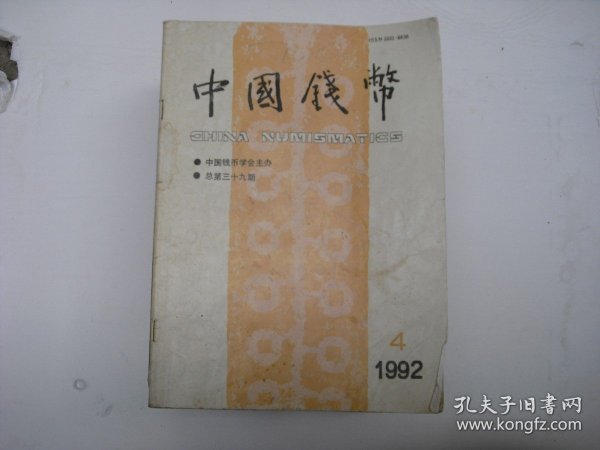 中國錢幣
CHINA NUMISMATICS
● 中国钱币学会主办
● 总第三十九期
4
1992
孔夫子旧书网
www.kongfz.com